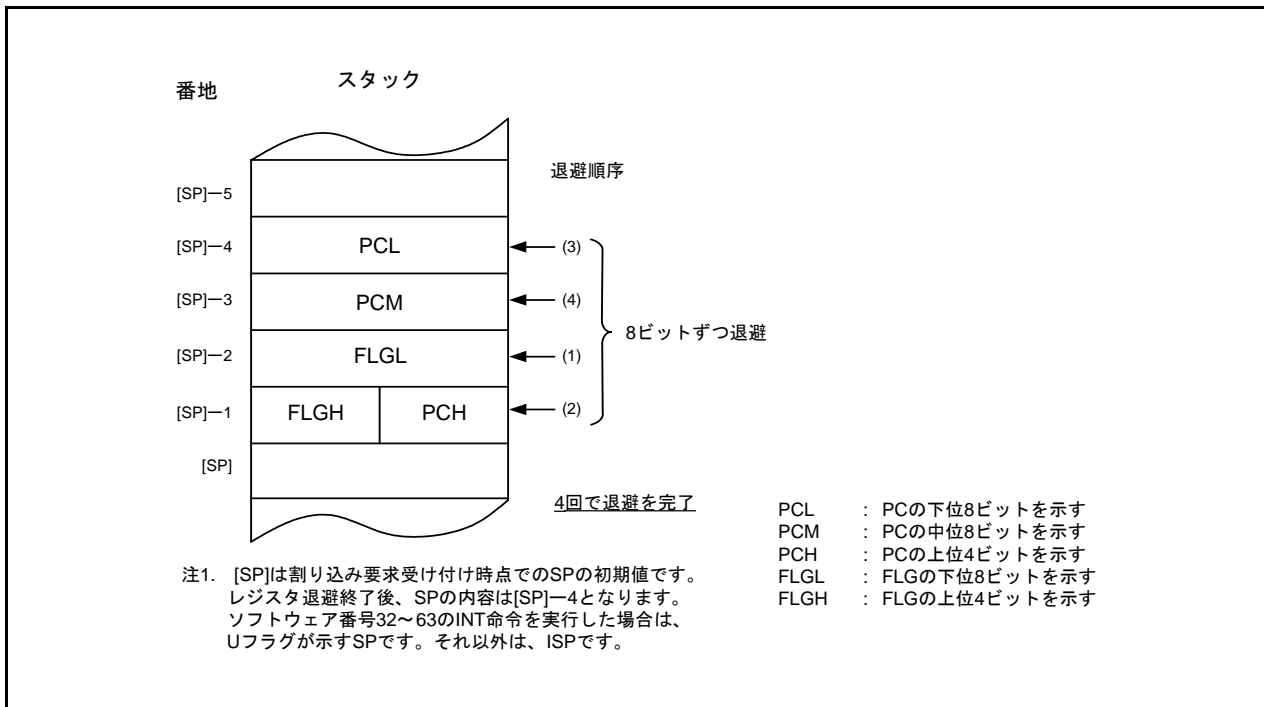 番地
スタック
退避順序
[SP]ー5
[SP]ー4 PCL (3)
[SP]ー3 PCM (4)
8ビットずつ退避
[SP]ー2 FLGL (1)
[SP]ー1 FLGH PCH (2)
[SP]
4回で退避を完了
PCL : PCの下位8ビットを示す
PCM : PCの中位8ビットを示す
PCH : PCの上位4ビットを示す
FLGL : FLGの下位8ビットを示す
FLGH : FLGの上位4ビットを示す
注1. [SP]は割り込み要求受け付け時点でのSPの初期値です。
レジスタ退避終了後、SPの内容は[SP]ー4となります。
ソフトウェア番号32～63のINT命令を実行した場合は、
Uフラグが示すSPです。それ以外は、ISPです。